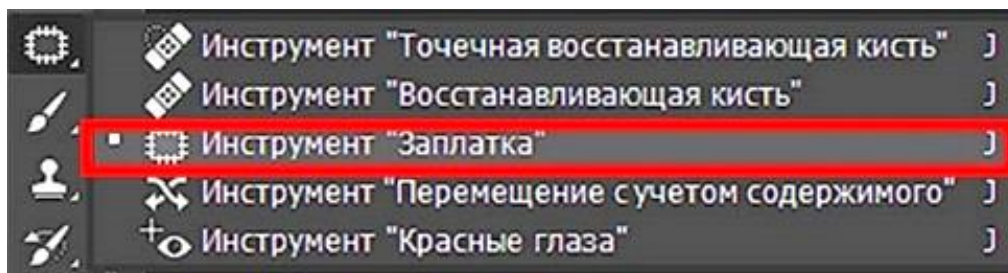 Инструмент "Точечная восстанавливающая кисть" J
Инструмент "Восстанавливающая кисть" J
Инструмент "Заплатка" J
Инструмент "Перемещение с учетом содержимого" J
Инструмент "Красные глаза" J